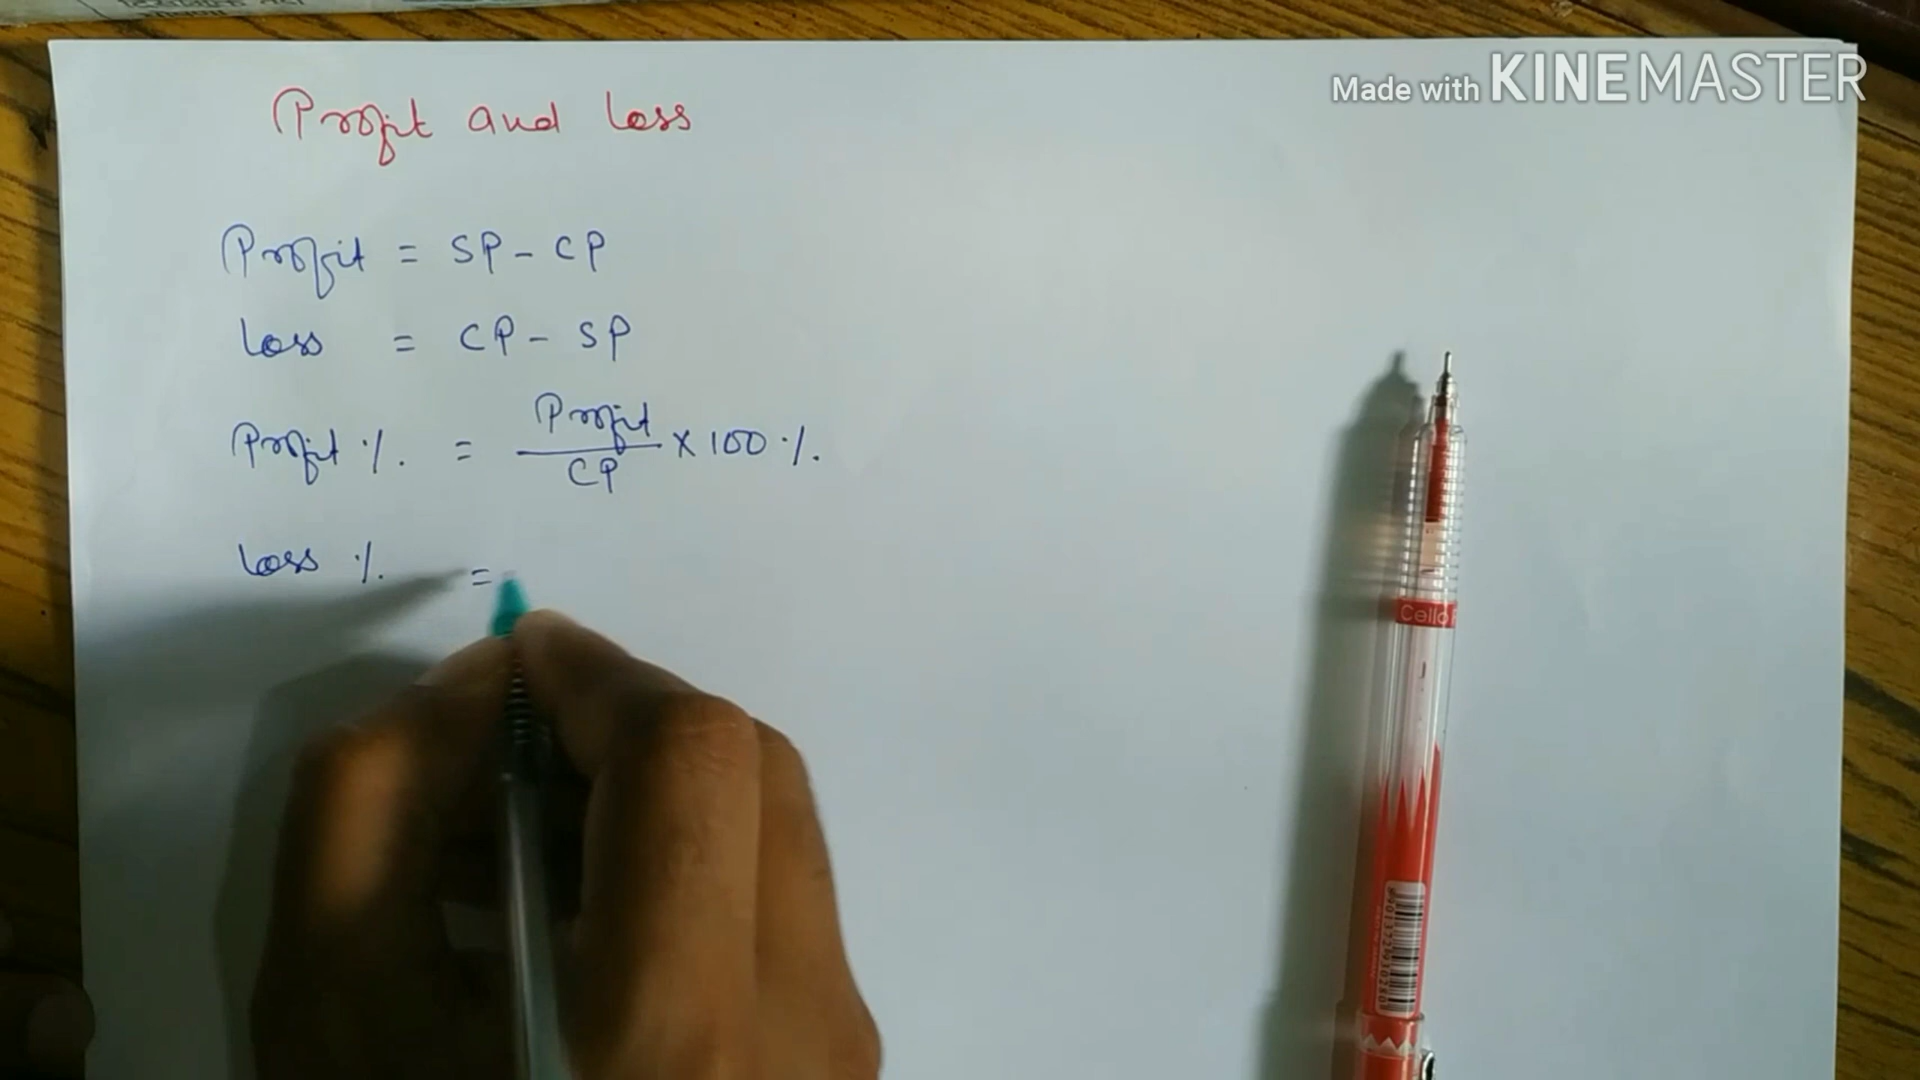 Made with KINEMASTER
Profit and loss
Profit = SP - CP
loss = CP - SP
Profit % = Profit / CP × 100 %
loss % =
Cello